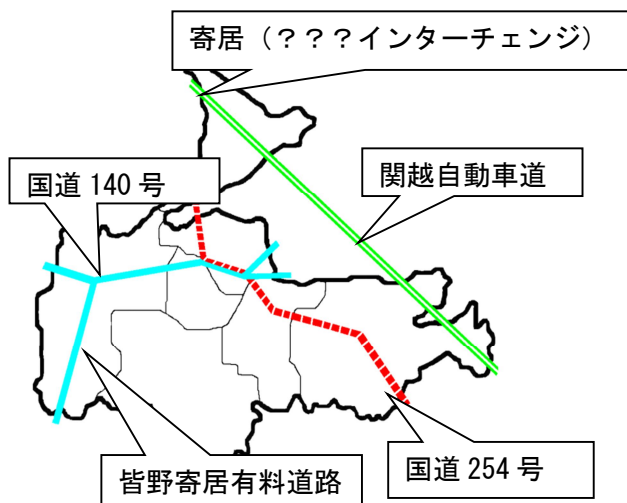 寄居（？？？インターチェンジ）
国道 140 号
関越自動車道
皆野寄居有料道路
国道 254 号